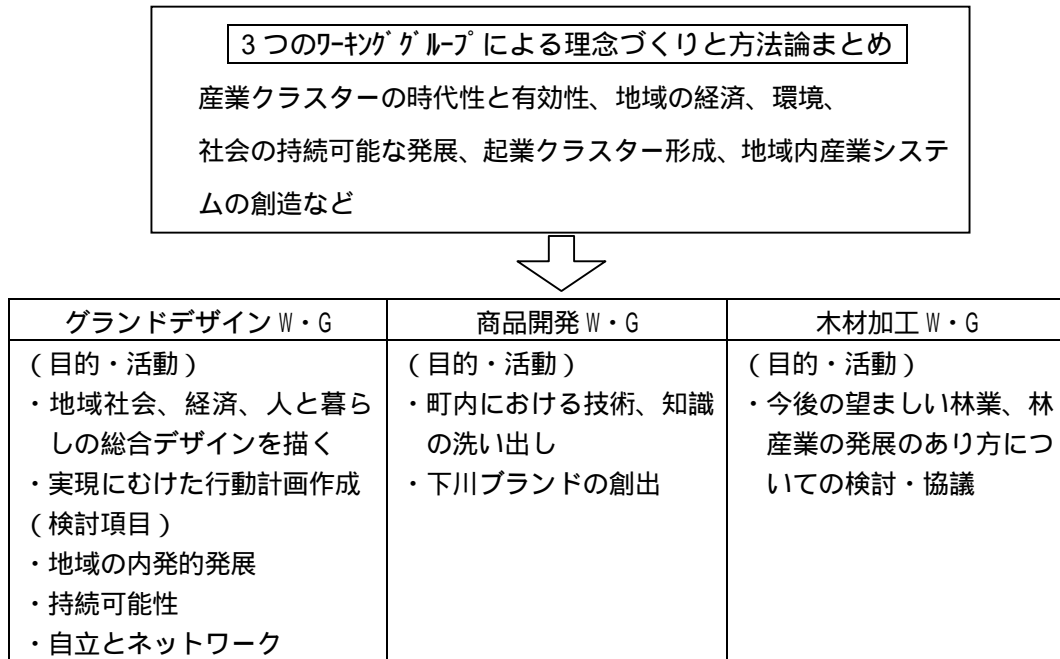 3つのﾜｰｷﾝｸﾞｸﾞﾙｰﾌﾟによる理念づくりと方法論まとめ
産業クラスターの時代性と有効性、地域の経済、環境、
社会の持続可能な発展、起業クラスター形成、地域内産業システ
ムの創造など
グランドデザインW・G
(目的・活動)
・地域社会、経済、人と暮ら
しの総合デザインを描く
・実現にむけた行動計画作成
(検討項目)
・地域の内発的発展
・持続可能性
・自立とネットワーク
商品開発W・G
(目的・活動)
・町内における技術、知識
の洗い出し
・下川ブランドの創出
木材加工W・G
(目的・活動)
・今後の望ましい林業、林
産業の発展のあり方につ
いての検討・協議